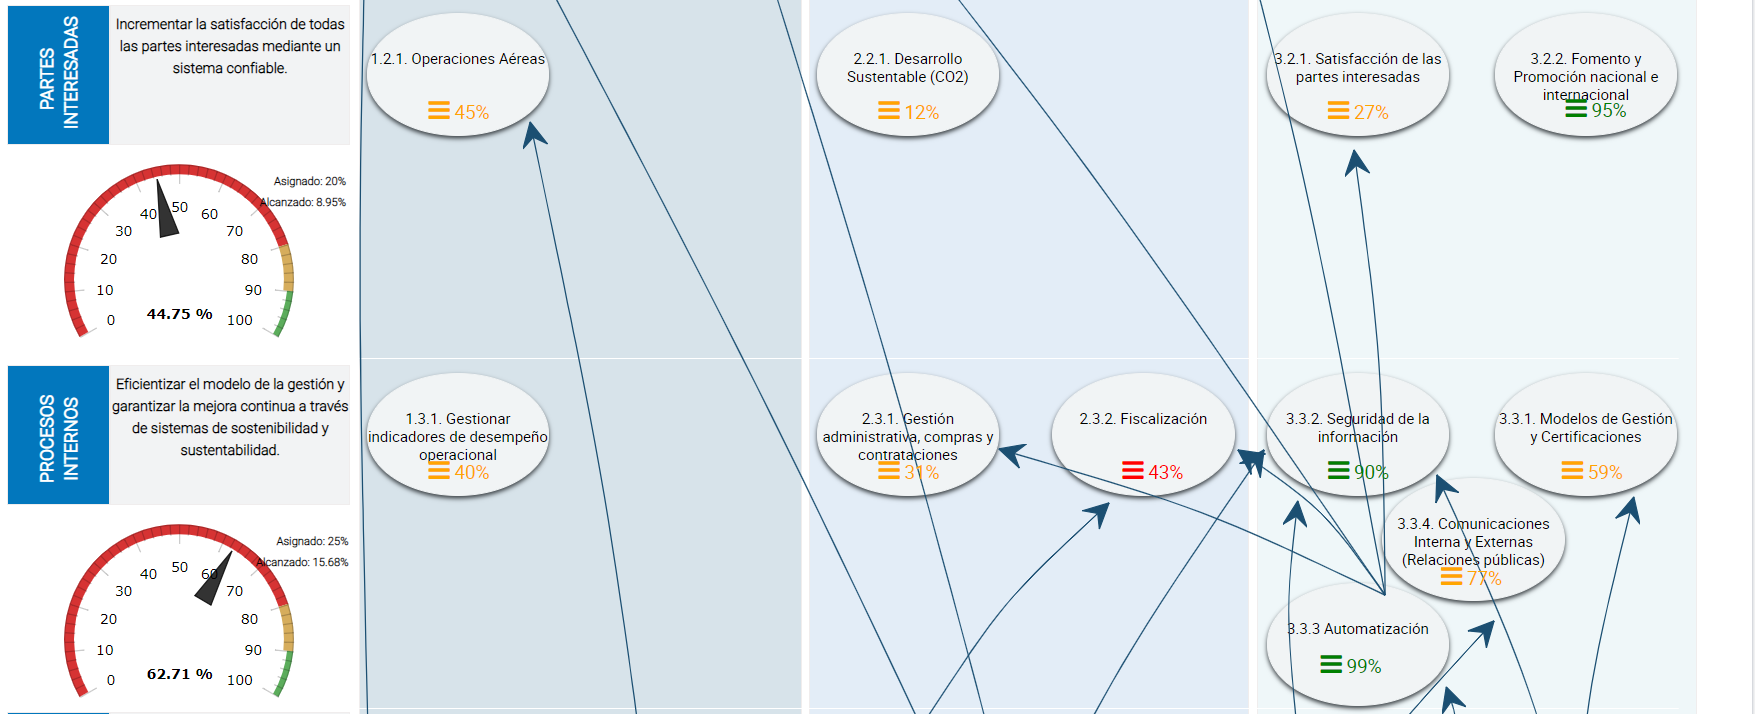 PARTES
INTERESADAS
Incrementar la satisfacción de todas
las partes interesadas mediante un
sistema confiable.
Asignado: 20%
Alcanzado: 8.95%
0
10
20
30
40
50
60
70
80
90
100
44.75 %
1.2.1. Operaciones Aéreas
45%
2.2.1. Desarrollo
Sustentable (CO2)
12%
3.2.1. Satisfacción de las
partes interesadas
27%
3.2.2. Fomento y
Promoción nacional e
internacional
95%
PROCESOS
INTERNOS
Eficientizar el modelo de la gestión y
garantizar la mejora continua a través
de sistemas de sostenibilidad y
sustentabilidad.
Asignado: 25%
Alcanzado: 15.68%
0
10
20
30
40
50
60
70
80
90
100
62.71 %
1.3.1. Gestionar
indicadores de desempeño
operacional
40%
2.3.1. Gestión
administrativa, compras y
contrataciones
31%
2.3.2. Fiscalización
43%
3.3.2. Seguridad de la
información
90%
3.3.1. Modelos de Gestión
y Certificaciones
59%
3.3.4. Comunicaciones
Interna y Externas
(Relaciones públicas)
77%
3.3.3 Automatización
99%